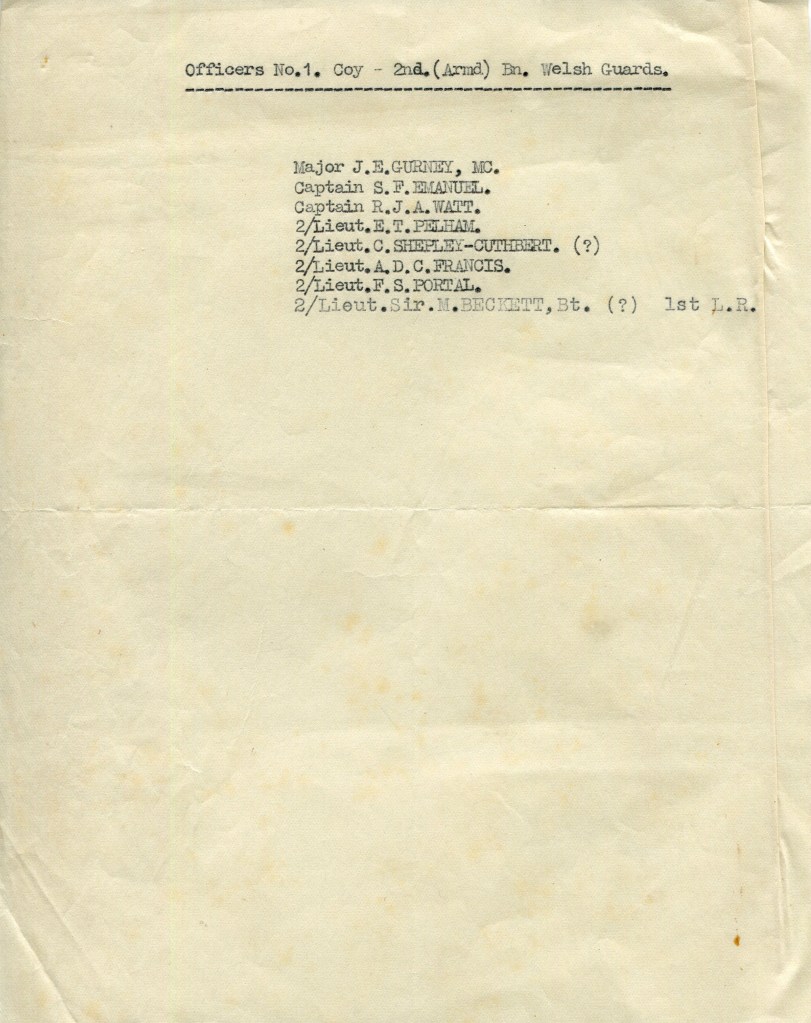 Officers No.1. Coy - 2nd.(Armd) Bn. Welsh Guards.
Major J.E.GURNEY, MC.
Captain S.F.EMANUEL.
Captain R.J.A.WATT.
2/Lieut.E.T.PELHAM.
2/Lieut.C.SHEPLEY-CUTHBERT. (?)
2/Lieut.A.D.C.FRANCIS.
2/Lieut.F.S.PORTAL.
2/Lieut.Sir.M.BECKETT,Bt. (?) 1st L.R.